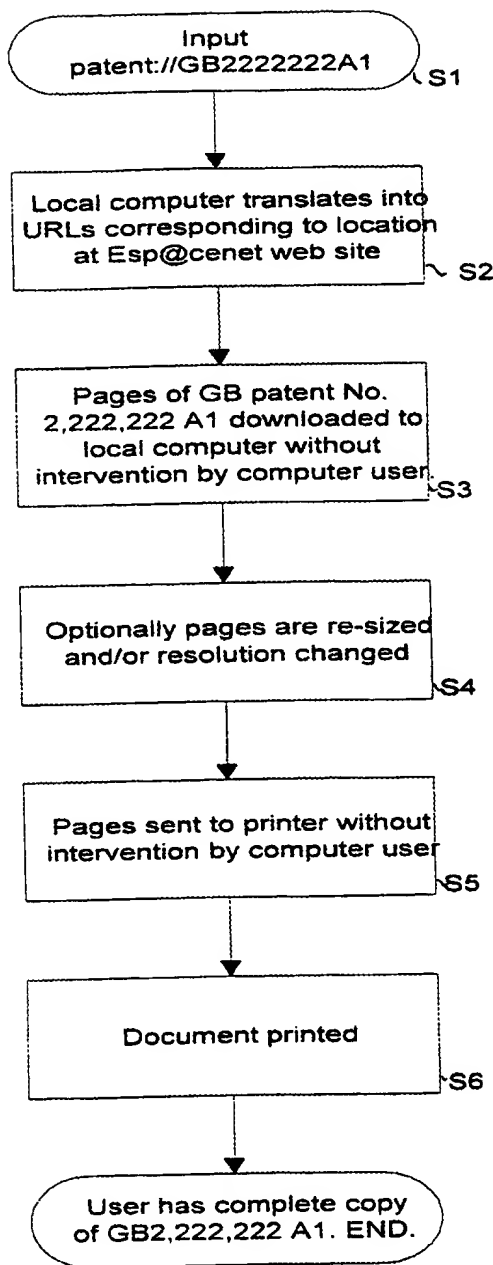 Input
patent://GB2222222A1
S1
Local computer translates into
URLs corresponding to location
at Esp@cenet web site
S2
Pages of GB patent No.
2,222,222 A1 downloaded to
local computer without
intervention by computer user
S3
Optionally pages are re-sized
and/or resolution changed
S4
Pages sent to printer without
intervention by computer user
S5
Document printed
S6
User has complete copy
of GB2,222,222 A1. END.